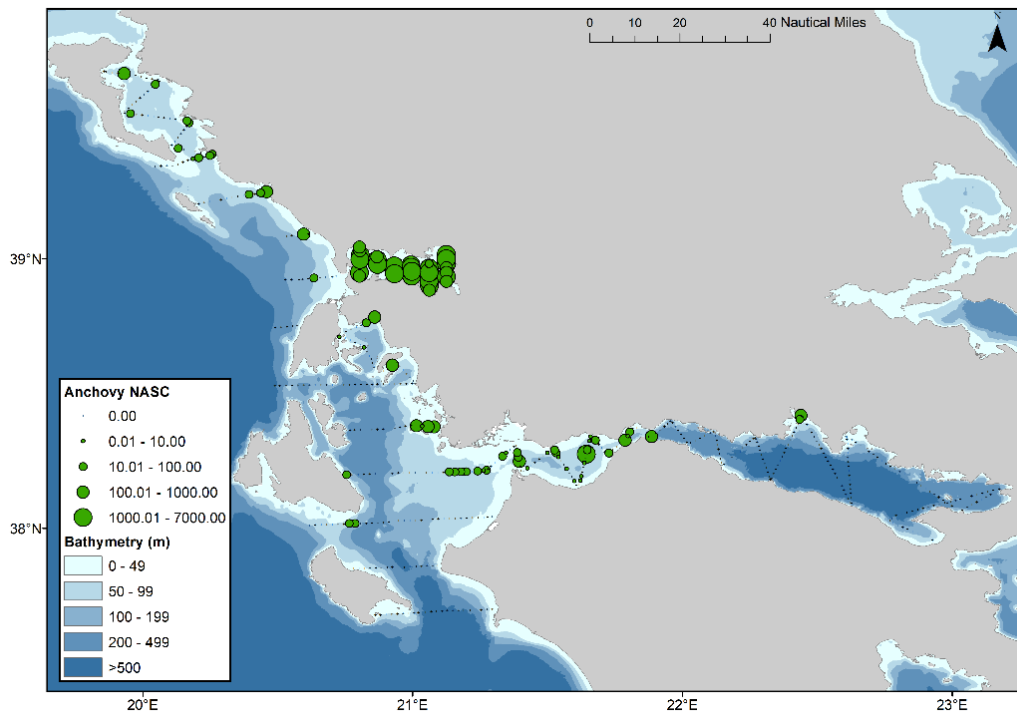 0 10 20 40 Nautical Miles
N
39°N
38°N
Anchovy NASC
0.00
0.01 - 10.00
10.01 - 100.00
100.01 - 1000.00
1000.01 - 7000.00
Bathymetry (m)
0 - 49
50 - 99
100 - 199
200 - 499
>500
20°E 21°E 22°E 23°E